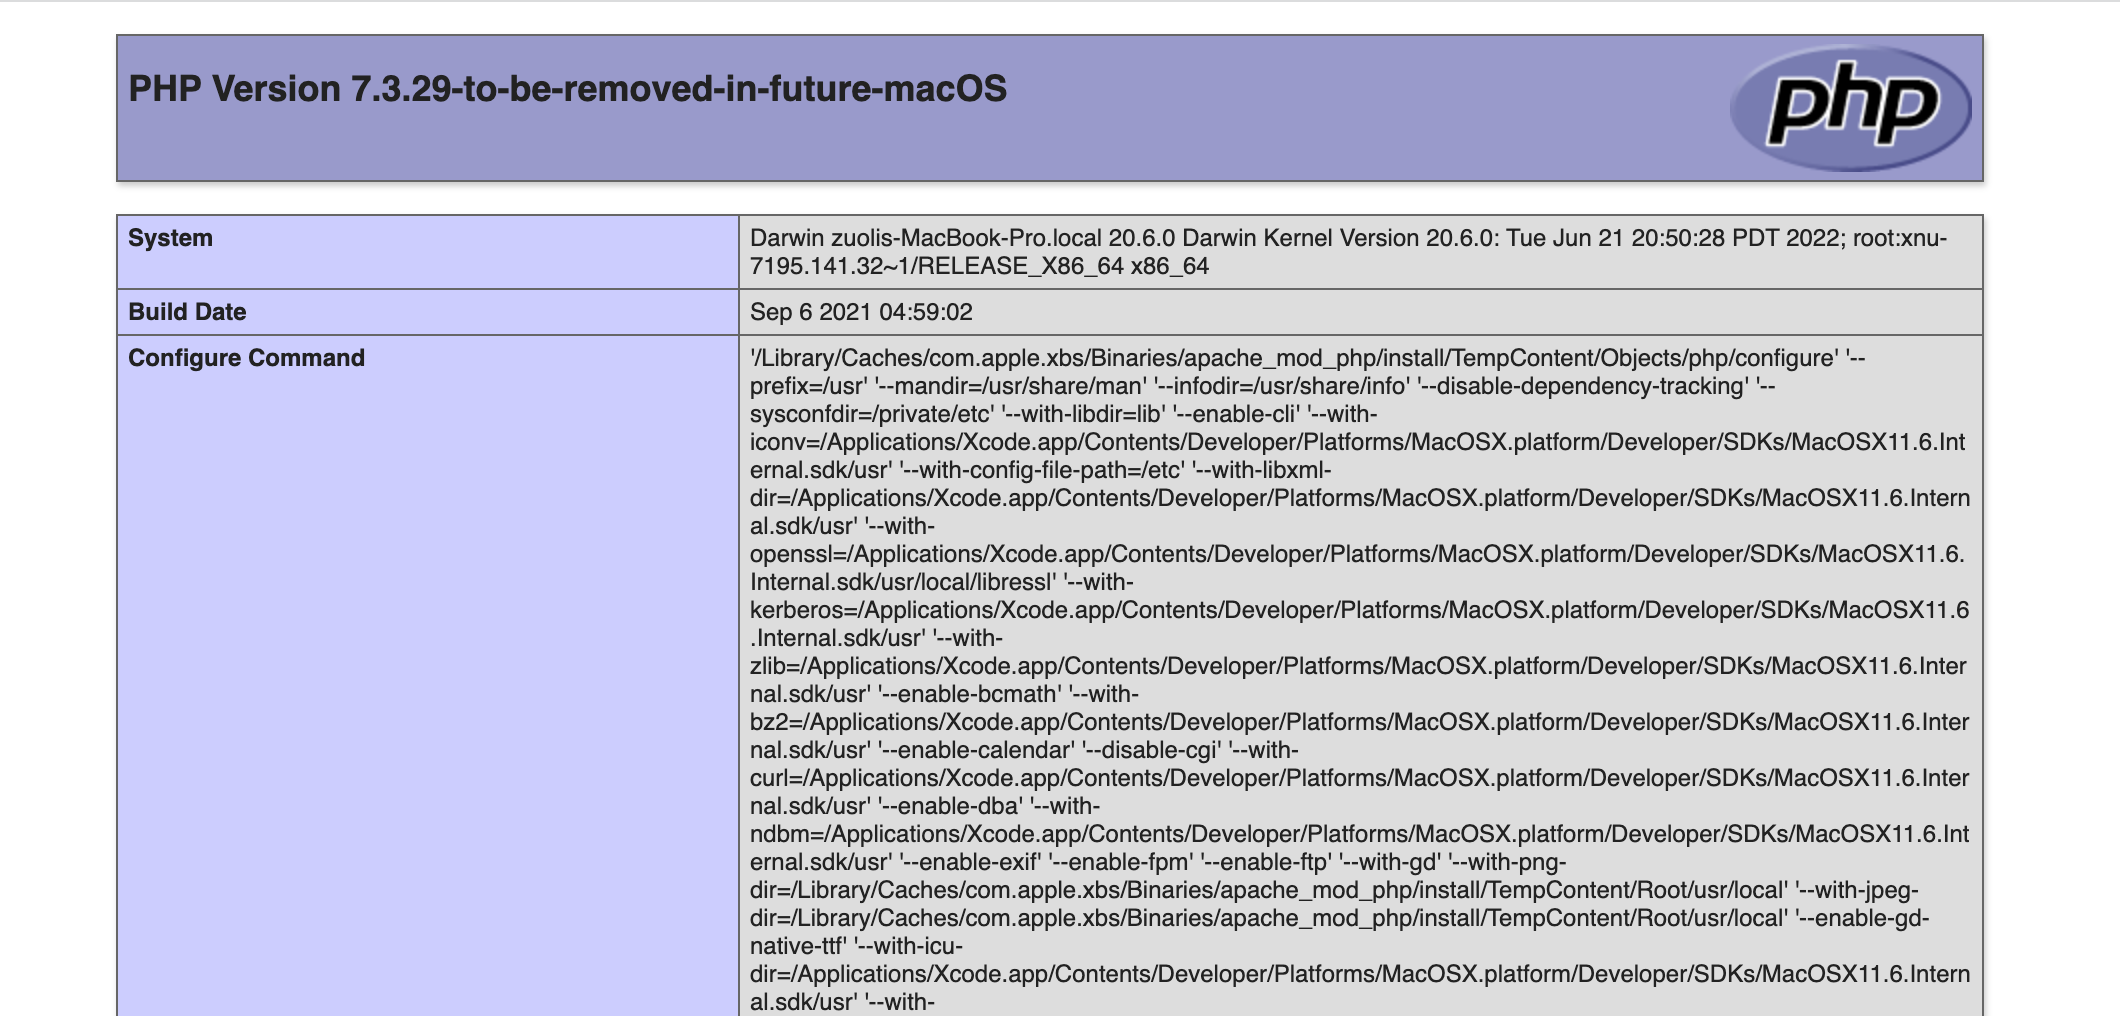 PHP Version 7.3.29-to-be-removed-in-future-macOS
php
System
Darwin zuolis-MacBook-Pro.local 20.6.0 Darwin Kernel Version 20.6.0: Tue Jun 21 20:50:28 PDT 2022; root:xnu-
7195.141.32~1/RELEASE_X86_64 x86_64
Build Date
Sep 6 2021 04:59:02
Configure Command
'/Library/Caches/com.apple.xbs/Binaries/apache_mod_php/install/TempContent/Objects/php/configure' '--
prefix=/usr' '--mandir=/usr/share/man' '--infodir=/usr/share/info' '--disable-dependency-tracking' '--
sysconfdir=/private/etc' '--with-libdir=lib' '--enable-cli' '--with-
iconv=/Applications/Xcode.app/Contents/Developer/Platforms/MacOSX.platform/Developer/SDKs/MacOSX11.6.Int
ernal.sdk/usr' '--with-config-file-path=/etc' '--with-libxml-
dir=/Applications/Xcode.app/Contents/Developer/Platforms/MacOSX.platform/Developer/SDKs/MacOSX11.6.Intern
al.sdk/usr' '--with-
openssl=/Applications/Xcode.app/Contents/Developer/Platforms/MacOSX.platform/Developer/SDKs/MacOSX11.6.
Internal.sdk/usr/local/libressl' '--with-
kerberos=/Applications/Xcode.app/Contents/Developer/Platforms/MacOSX.platform/Developer/SDKs/MacOSX11.6
.Internal.sdk/usr' '--with-
zlib=/Applications/Xcode.app/Contents/Developer/Platforms/MacOSX.platform/Developer/SDKs/MacOSX11.6.Inter
nal.sdk/usr' '--enable-bcmath' '--with-
bz2=/Applications/Xcode.app/Contents/Developer/Platforms/MacOSX.platform/Developer/SDKs/MacOSX11.6.Inter
nal.sdk/usr' '--enable-calendar' '--disable-cgi' '--with-
curl=/Applications/Xcode.app/Contents/Developer/Platforms/MacOSX.platform/Developer/SDKs/MacOSX11.6.Inter
nal.sdk/usr' '--enable-dba' '--with-
ndbm=/Applications/Xcode.app/Contents/Developer/Platforms/MacOSX.platform/Developer/SDKs/MacOSX11.6.Int
ernal.sdk/usr' '--enable-exif' '--enable-fpm' '--enable-ftp' '--with-gd' '--with-png-
dir=/Library/Caches/com.apple.xbs/Binaries/apache_mod_php/install/TempContent/Root/usr/local' '--with-jpeg-
dir=/Library/Caches/com.apple.xbs/Binaries/apache_mod_php/install/TempContent/Root/usr/local' '--enable-gd-
native-ttf' '--with-icu-
dir=/Applications/Xcode.app/Contents/Developer/Platforms/MacOSX.platform/Developer/SDKs/MacOSX11.6.Intern
al.sdk/usr' '--with-